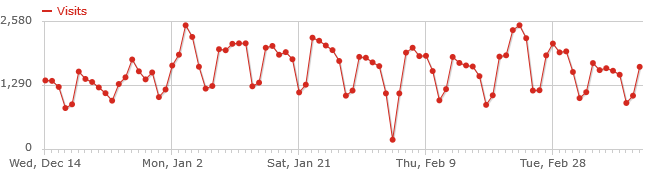 Visits
2,580
1,290
0
Wed, Dec 14
Mon, Jan 2
Sat, Jan 21
Thu, Feb 9
Tue, Feb 28